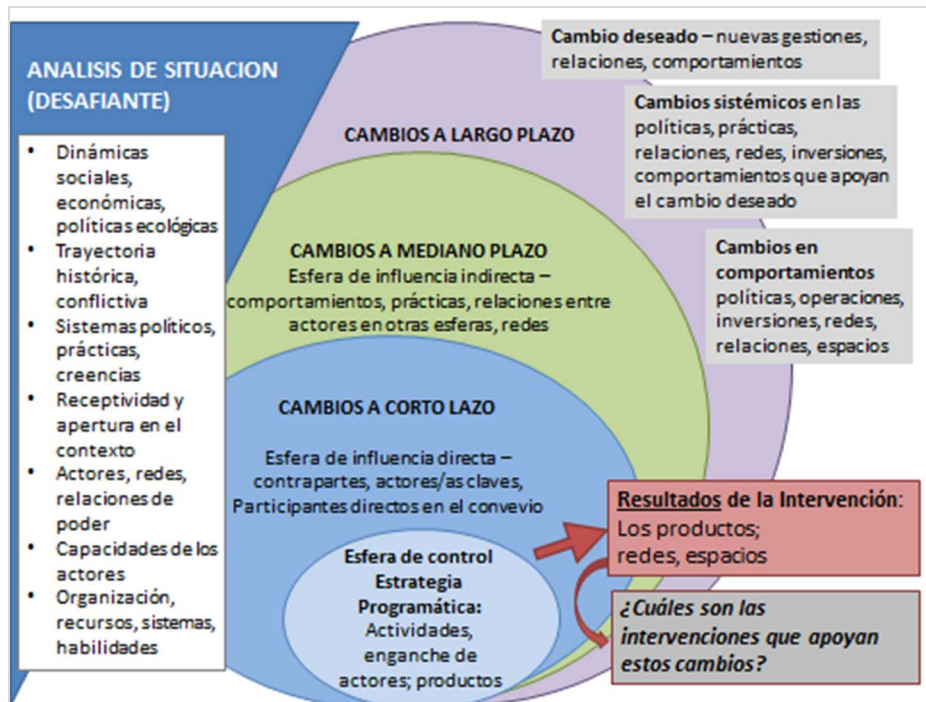 ANALISIS DE SITUACION
(DESAFIANTE)
• Dinámicas
sociales,
económicas,
políticas ecológicas
• Trayectoria
histórica,
conflictiva
• Sistemas políticos,
prácticas,
creencias
• Receptividad y
apertura en el
contexto
• Actores, redes,
relaciones de
poder
• Capacidades de los
actores
• Organización,
recursos, sistemas,
habilidades
CAMBIOS A LARGO PLAZO
CAMBIOS A MEDIANO PLAZO
Esfera de influencia indirecta –
comportamientos, prácticas, relaciones entre
actores en otras esferas, redes
CAMBIOS A CORTO LAZO
Esfera de influencia directa –
contrapartes, actores/as claves,
Participantes directos en el convevio
Esfera de control
Estrategia
Programática:
Actividades,
enganche de
actores; productos
Cambio deseado – nuevas gestiones,
relaciones, comportamientos
Cambios sistémicos en las
políticas, prácticas,
relaciones, redes, inversiones,
comportamientos que apoyan
el cambio deseado
Cambios en
comportamientos
políticas, operaciones,
inversiones, redes,
relaciones, espacios
Resultados de la Intervención:
Los productos;
redes, espacios
¿Cuáles son las
intervenciones que apoyan
estos cambios?